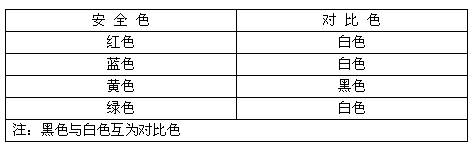 安 全 色 对 比 色
红色 白色
蓝色 白色
黄色 黑色
绿色 白色
注：黑色与白色互为对比色